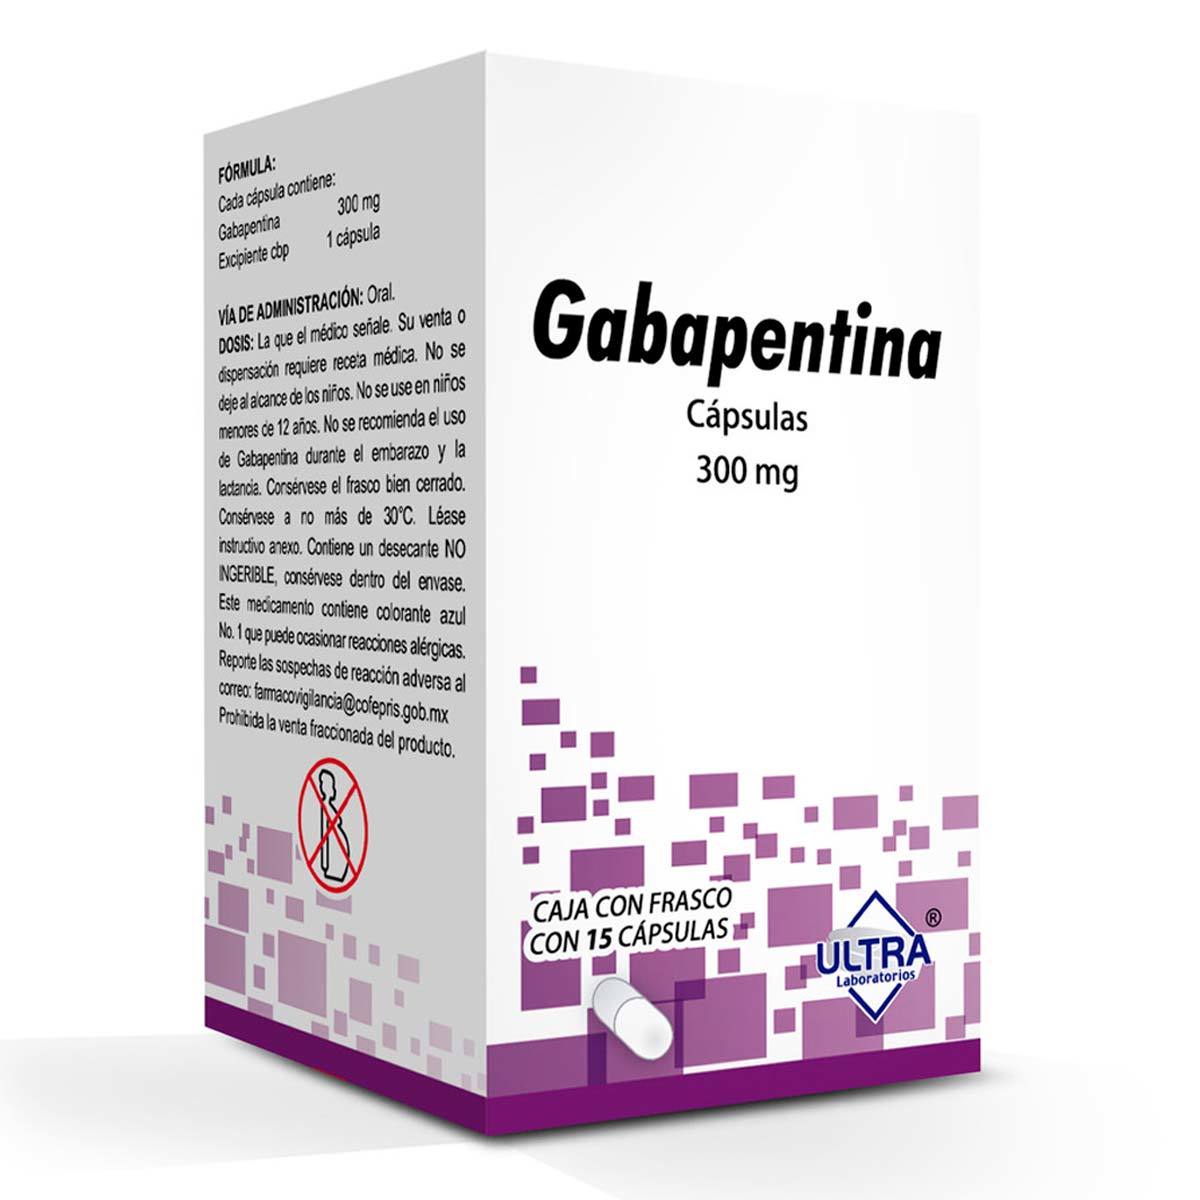 FÓRMULA:
Cada cápsula contiene:
Gabapentina 300 mg
Excipiente cbp 1 cápsula
VÍA DE ADMINISTRACIÓN: Oral.
DOSIS: La que el médico señale. Su venta o
dispensación requiere receta médica. No se
deje al alcance de los niños. No se use en niños
menores de 12 años. No se recomienda el uso
de Gabapentina durante el embarazo y la
lactancia. Consérvese el frasco bien cerrado.
Consérvese a no más de 30°C. Léase
instructivo anexo. Contiene un desecante NO
INGERIBLE, consérvese dentro del envase.
Este medicamento contiene colorante azul
No. 1 que puede ocasionar reacciones alérgicas.
Reporte las sospechas de reacción adversa al
correo: farmacovigilancia@cofepris.gob.mx
Prohibida la venta fraccionada del producto.
Gabapentina
Cápsulas
300 mg
CAJA CON FRASCO
CON 15 CÁPSULAS
ULTRA ®
Laboratorios